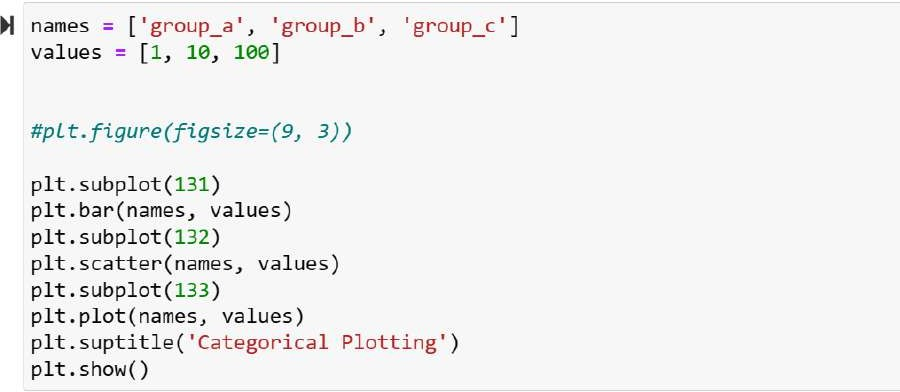 names = ['group_a', 'group_b', 'group_c']
values = [1, 10, 100]
#plt.figure(figsize=(9, 3))
plt.subplot(131)
plt.bar(names, values)
plt.subplot(132)
plt.scatter(names, values)
plt.subplot(133)
plt.plot(names, values)
plt.suptitle('Categorical Plotting')
plt.show()